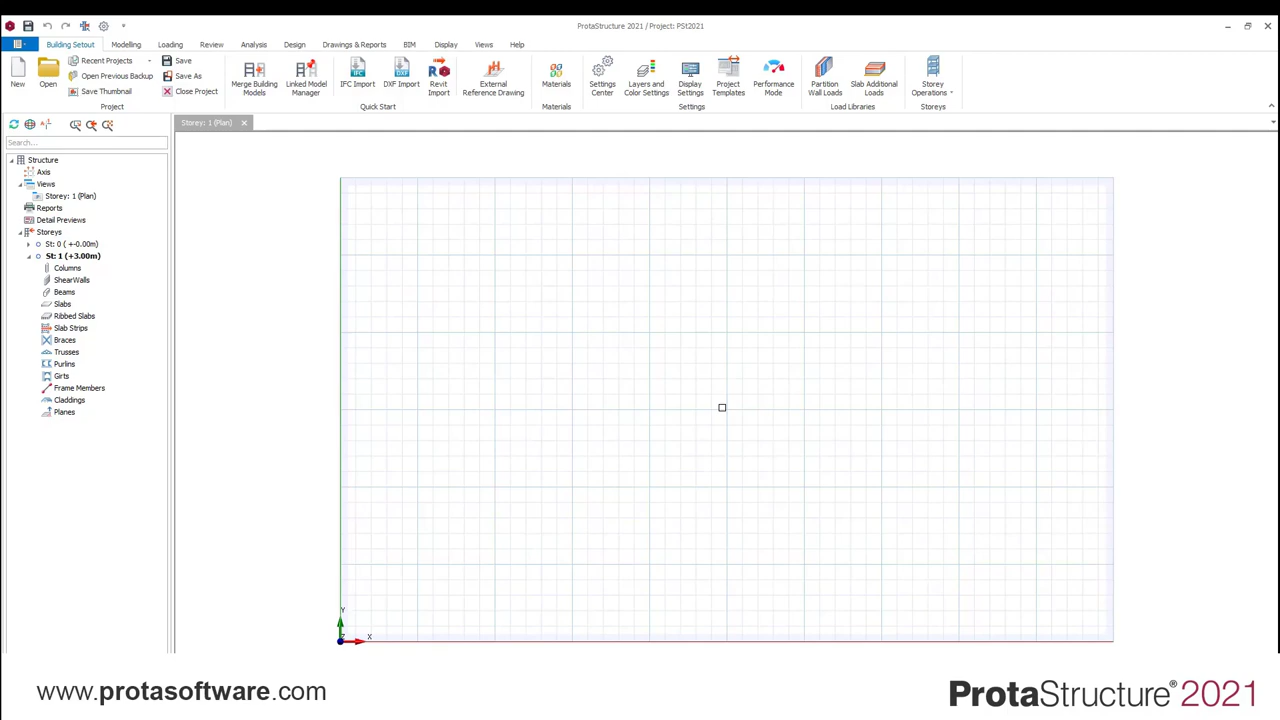 ProtaStructure 2021 / Project: PSt2021
Building Setout Modelling Loading Review Analysis Design Drawings & Reports BIM Display Views Help
New
Open
Recent Projects
Open Previous Backup
Save Thumbnail
Save
Save As
Close Project
Project
Merge Building Models
Linked Model Manager
IFC Import
DXF Import
Revit Import
Quick Start
External Reference Drawing
Materials
Materials
Settings Center
Layers and Color Settings
Display Settings
Project Templates
Performance Mode
Settings
Partition Wall Loads
Slab Additional Loads
Load Libraries
Storey Operations
Storeys
Search...
Storey: 1 (Plan)
Structure
Axis
Views
Storey: 1 (Plan)
Reports
Detail Previews
Storeys
St: 0 ( +-0.00m)
St: 1 (+3.00m)
Columns
ShearWalls
Beams
Slabs
Ribbed Slabs
Slab Strips
Braces
Trusses
Purlins
Girts
Frame Members
Claddings
Planes
Y
Z
X
www.protasoftware.com
ProtaStructure® 2021